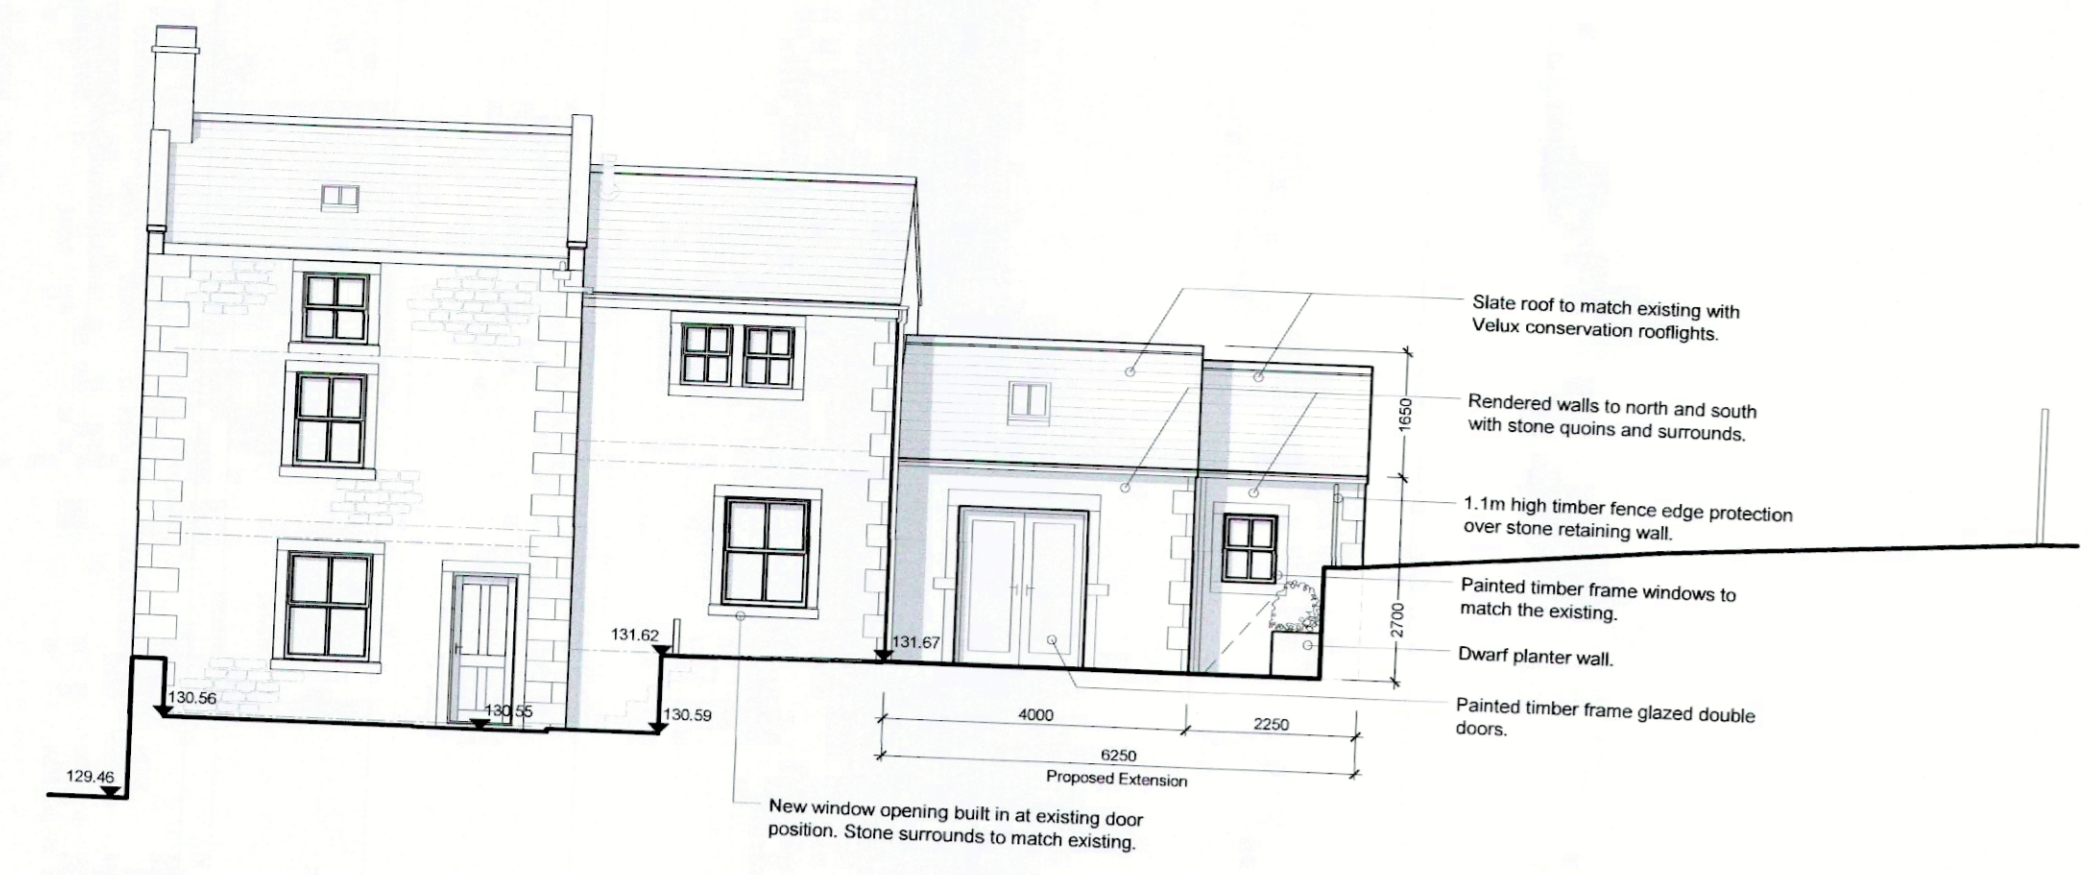 Slate roof to match existing with
Velux conservation rooflights.
1650
Rendered walls to north and south
with stone quoins and surrounds.
1.1m high timber fence edge protection
over stone retaining wall.
Painted timber frame windows to
match the existing.
2700
131.62
131.67
Dwarf planter wall.
130.56
130.55
130.59
Painted timber frame glazed double
doors.
4000
2250
6250
Proposed Extension
129.46
New window opening built in at existing door
position. Stone surrounds to match existing.